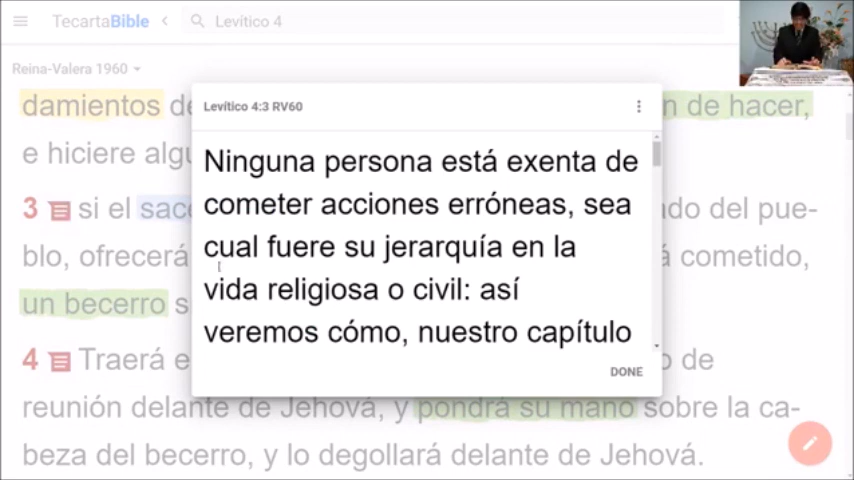 TecartaBible
Levítico 4
Reina-Valera 1960
damientos de
n de hacer,
e hiciere algu
3 si el sace
do del pue-
blo, ofrecerá
á cometido,
un becerro s
4 Traerá e
o de
reunión delante de Jehová, y pondrá su mano sobre la ca-
beza del becerro, y lo degollará delante de Jehová.
Levítico 4:3 RV60
Ninguna persona está exenta de
cometer acciones erróneas, sea
cual fuere su jerarquía en la
vida religiosa o civil: así
veremos cómo, nuestro capítulo
DONE